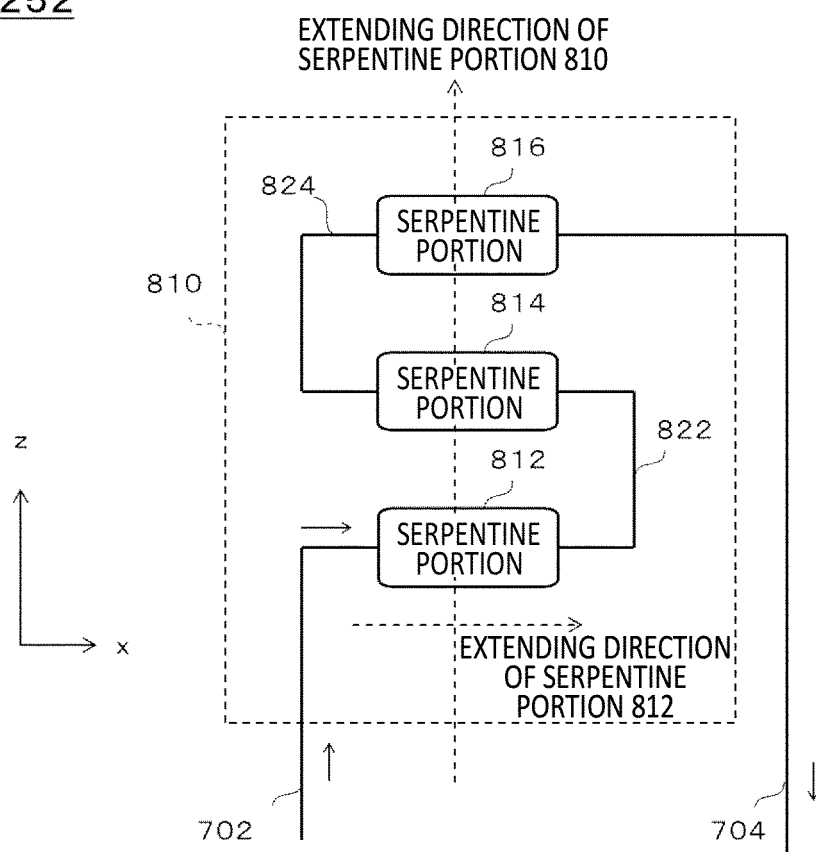 252
EXTENDING DIRECTION OF
SERPENTINE PORTION 810
816
824
SERPENTINE
PORTION
810
814
SERPENTINE
PORTION
822
z
812
SERPENTINE
PORTION
x
EXTENDING DIRECTION
OF SERPENTINE
PORTION 812
702
704